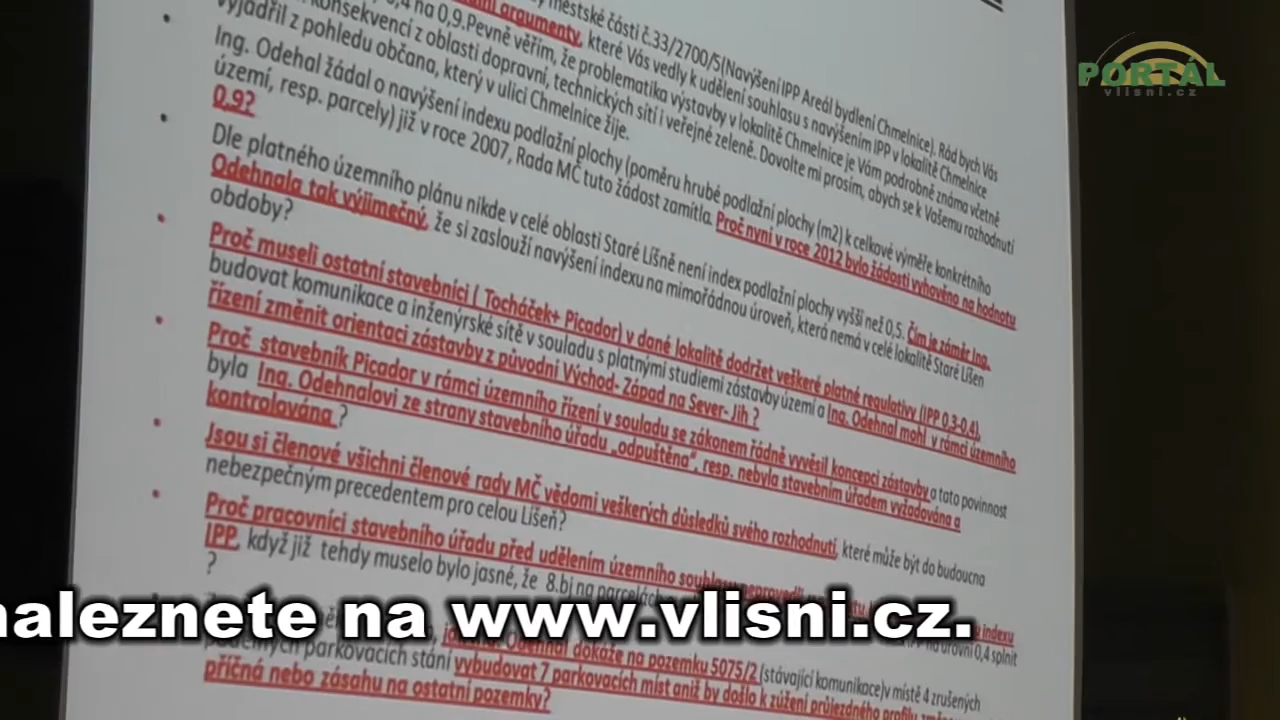 městské části č.33/2700/5(Navýšení IPP Areál bydlení Chmelnice). Rád bych Vás
na 0,9.Pevně věřím, že problematika výstavby v lokalitě Chmelnice je Vám podrobně známa včetně
argumenty, které Vás vedly k udělení souhlasu s navýšením IPP v lokalitě Chmelnice
konsekvencí z oblasti dopravní, technických sítí i veřejné zeleně. Dovolte mi prosím, abych se k Vašemu rozhodnutí
vyjádřil z pohledu občana, který v ulici Chmelnice žije.
Ing. Odehal žádal o navýšení indexu podlažní plochy (poměru hrubé podlažní plochy (m2) k celkové výměře konkrétního
území, resp. parcely) již v roce 2007, Rada MČ tuto žádost zamítla. Proč nyní v roce 2012 bylo žádosti vyhověno na hodnotu
0,9?
Dle platného územního plánu nikde v celé oblasti Staré Líšně není index podlažní plochy vyšší než 0,5. Čím je záměr Ing.
Odehnala tak výjimečný, že si zaslouží navýšení indexu na mimořádnou úroveň, která nemá v celé lokalitě Staré Líšen
obdoby?
Proč museli ostatní stavebníci ( Tocháček+ Picador) v dané lokalitě dodržet veškeré platné regulativy (IPP 0,3-0,4),
budovat komunikace a inženýrské sítě v souladu s platnými studiemi zástavby území a Ing. Odehnal mohl v rámci územního
řízení změnit orientaci zástavby z původní Východ- Západ na Sever- Jih ?
Proč stavebník Picador v rámci územního řízení v souladu se zákonem řádně vyvěsil koncepci zástavby a tato povinnost
byla Ing. Odehnalovi ze strany stavebního úřadu „odpuštěna“, resp. nebyla stavebním úřadem vyžadována a
kontrolována ?
Jsou si členové všichni členové rady MČ vědomi veškerých důsledků svého rozhodnutí, které může být do budoucna
nebezpečným precedentem pro celou Líšeň?
Proč pracovníci stavebního úřadu před udělením územního souhlasu neprovedli indexu
IPP, když již tehdy muselo bylo jasné, že 8.bj na parcelách na úrovni 0,4 splnit
?
Odehnal dokáže na pozemku 5075/2 (stávající komunikace)v místě 4 zrušených
parkovacích stání vybudovat 7 parkovacích míst aniž by došlo k zúžení průjezdného profilu
příčná nebo zásahu na ostatní pozemky?
naleznete na www.vlisni.cz.
PORTÁL
vlisni.cz